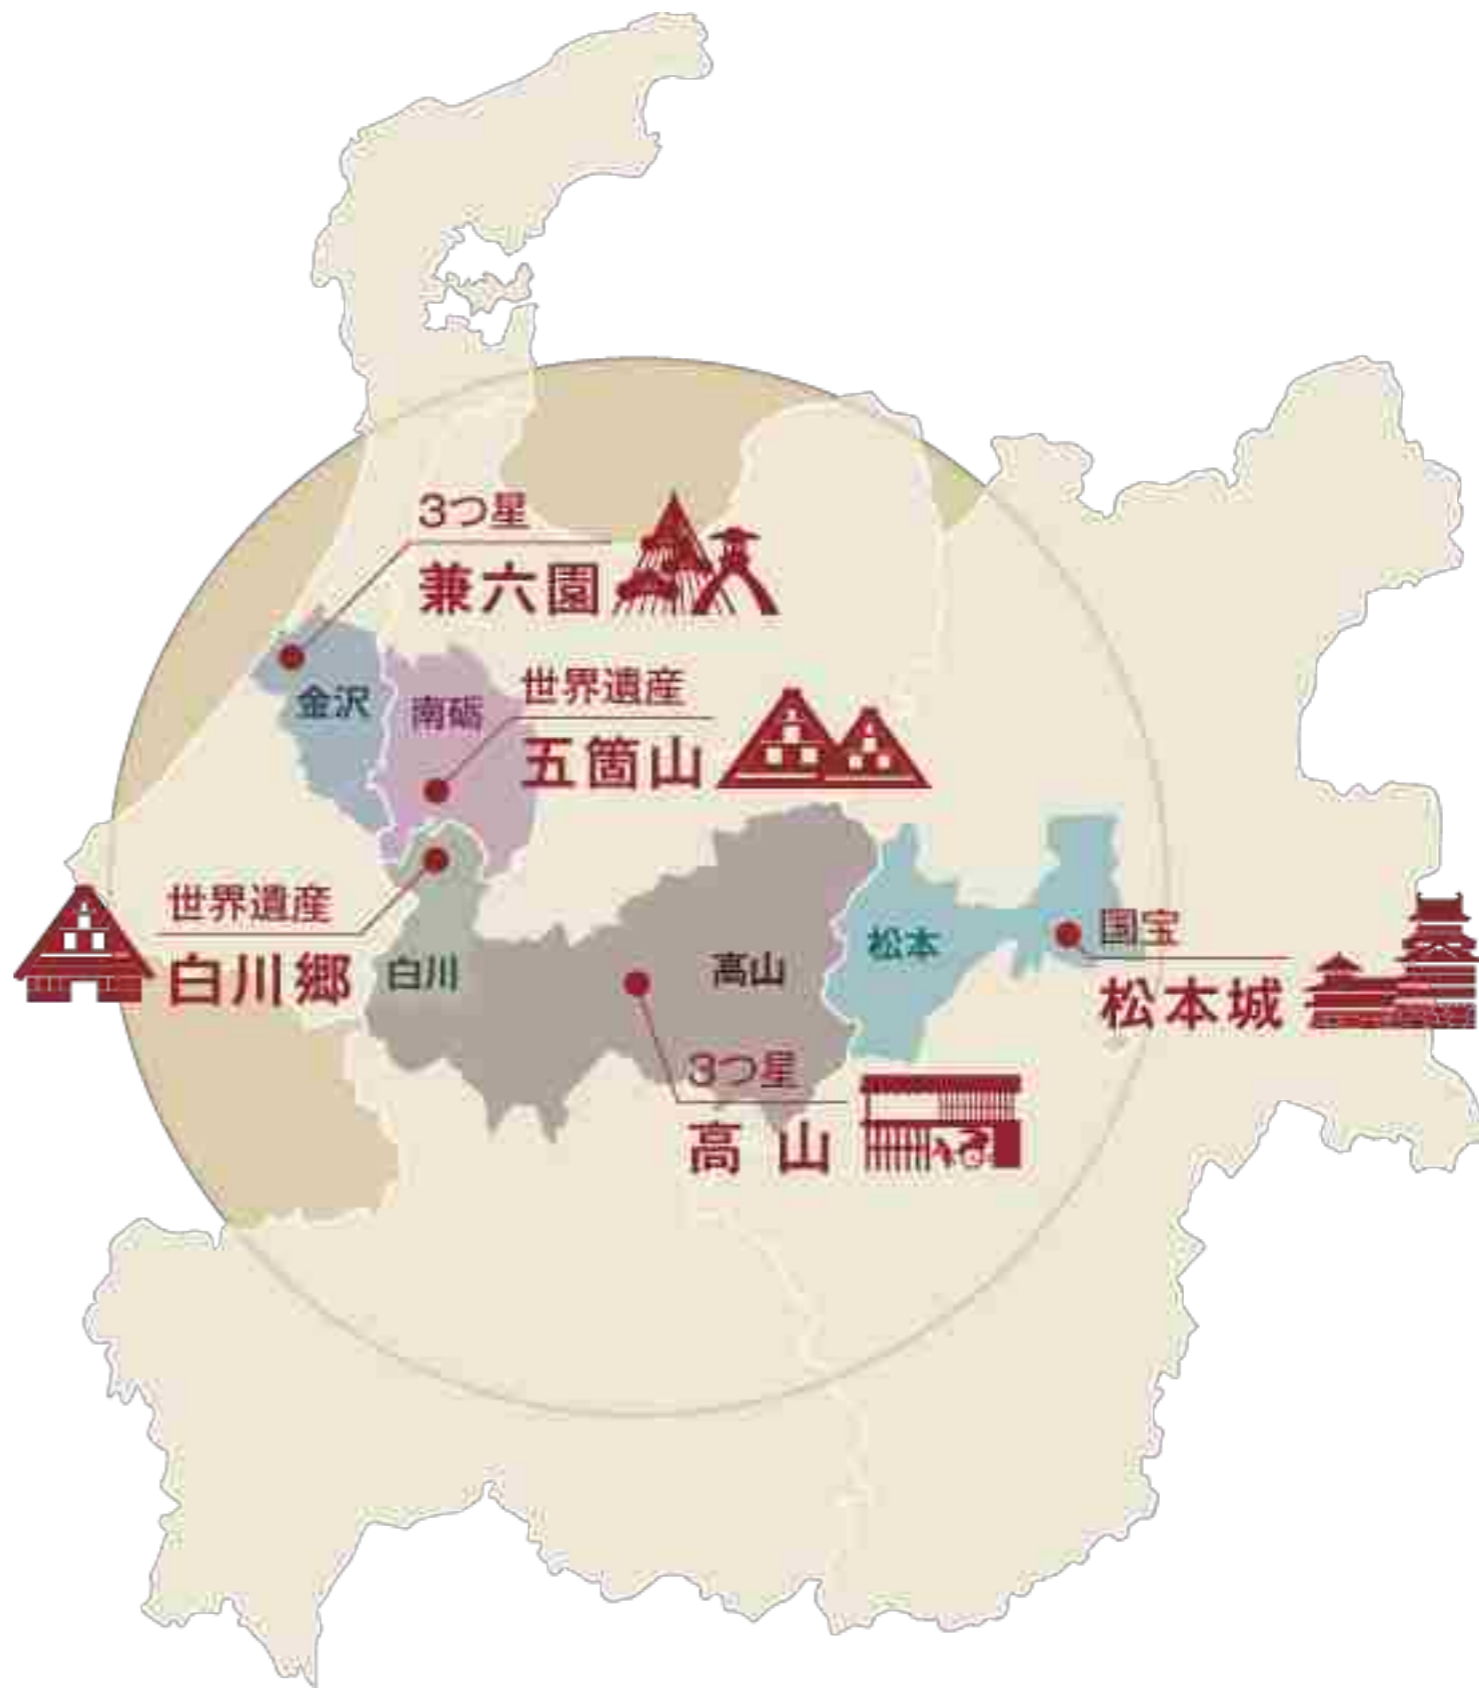 3つ星
兼六園
金沢
南砺
世界遺産
五箇山
世界遺産
白川郷
白川
高山
松本
国宝
松本城
3つ星
高山